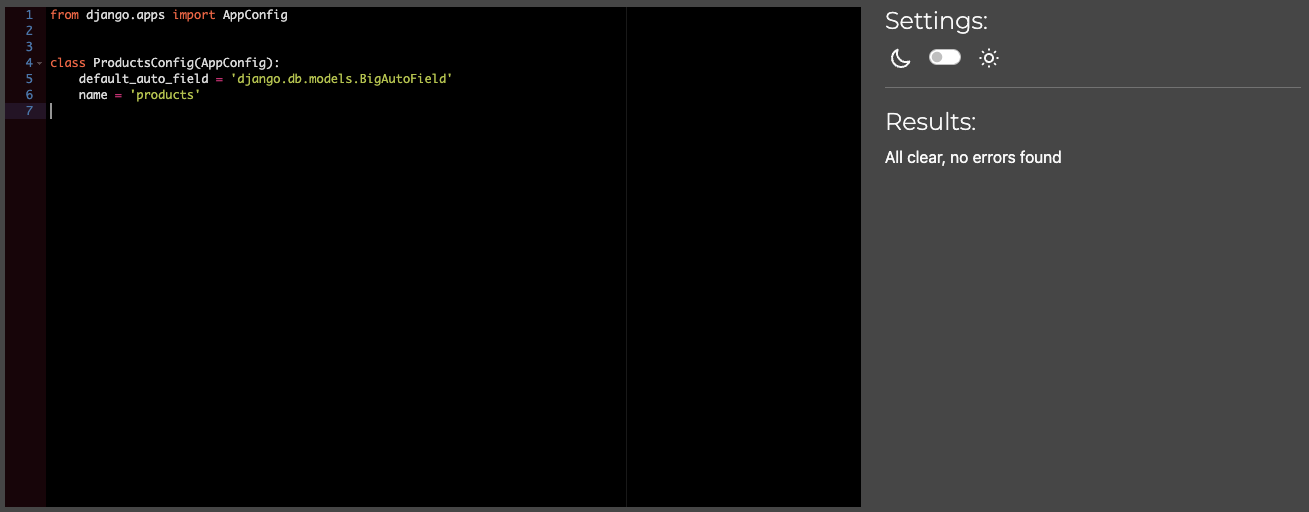 1 from django.apps import AppConfig
2
3
4 class ProductsConfig(AppConfig):
5     default_auto_field = 'django.db.models.BigAutoField'
6     name = 'products'
7
Settings:
Results:
All clear, no errors found